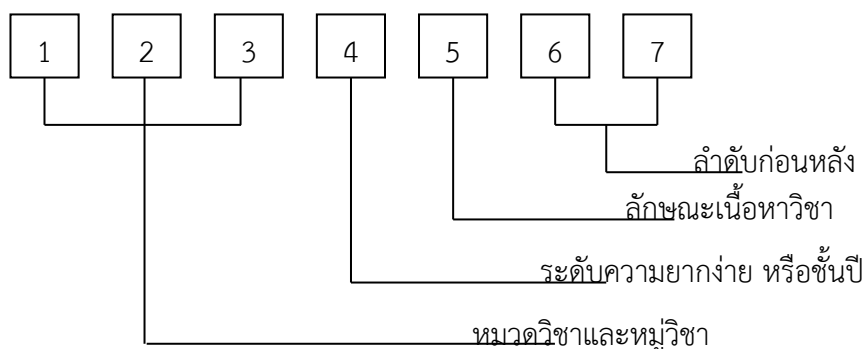 1 2 3 4 5 6 7
ลำดับก่อนหลัง
ลักษณะเนื้อหาวิชา
ระดับความยากง่าย หรือชั้นปี
หมวดวิชาและหมู่วิชา